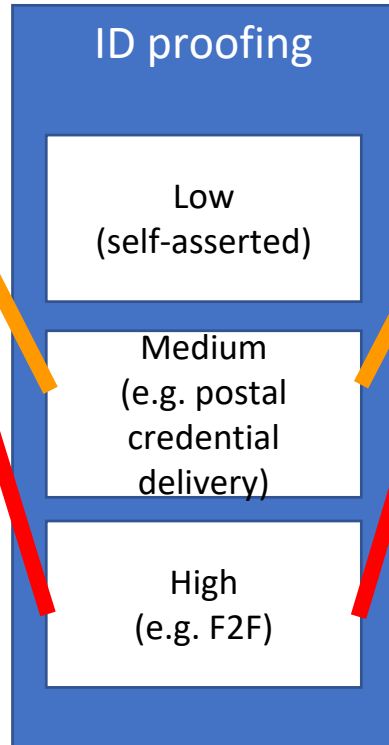 ID proofing
Low
(self-asserted)
Medium
(e.g. postal
credential
delivery)
High
(e.g. F2F)